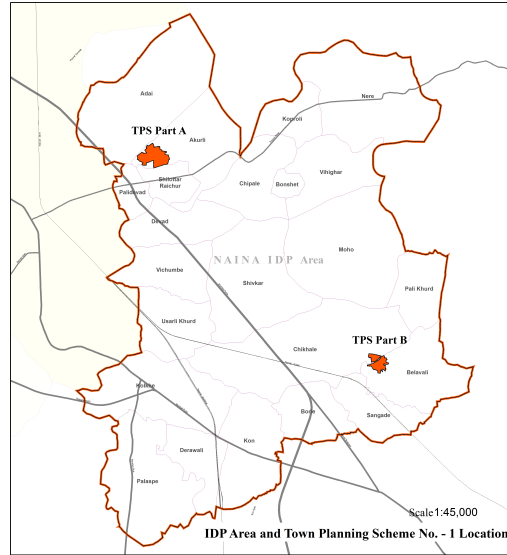 Adai
Nere
Konroli
TPS Part A
Akurli
Shilottar
Raichur
Palidevad
Chipale
Bonshet
Vihighar
Devad
NAINA IDP Area
Moho
Vichumbe
Shivkar
Pali Khurd
Usarli Khurd
TPS Part B
Chikhale
Belavali
Kolkhe
Borle
Sangade
Kon
Derawali
Palaspe
Scale1:45,000
IDP Area and Town Planning Scheme No. - 1 Location